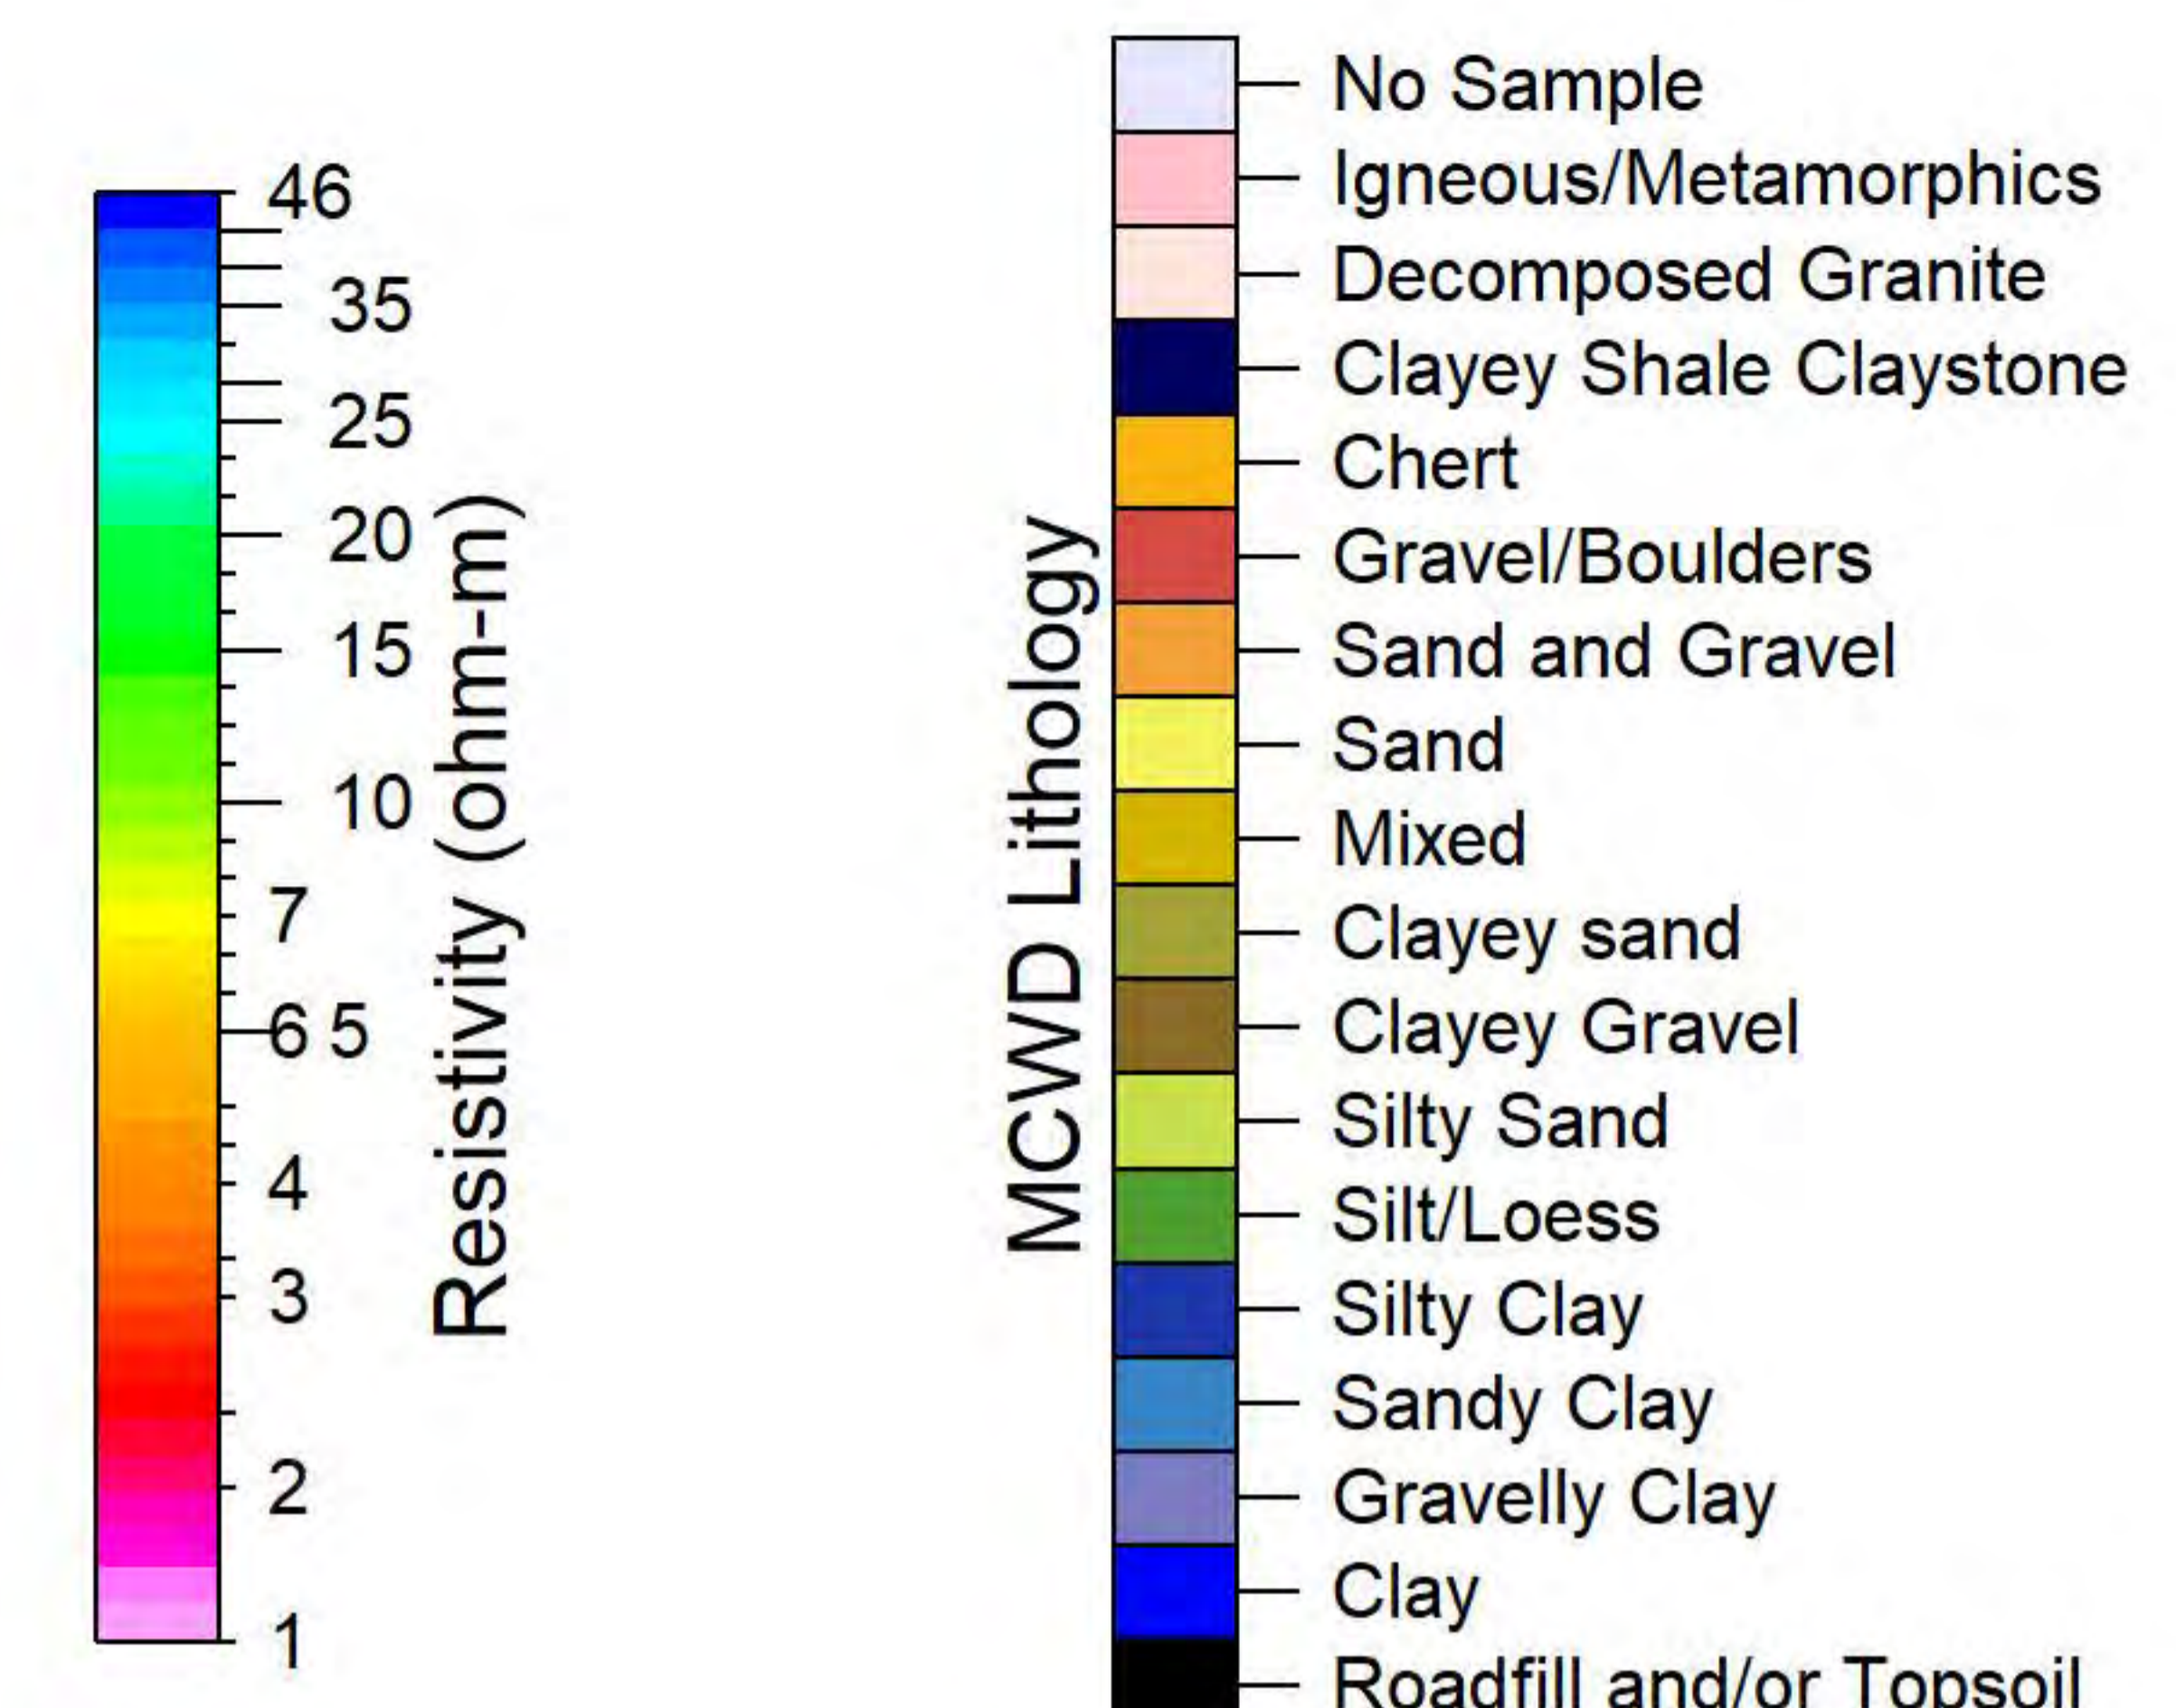 46
35
25
20
15
10
7
6 5
4
3
2
1
Resistivity (ohm-m)
MCWD Lithology
No Sample
Igneous/Metamorphics
Decomposed Granite
Clayey Shale Claystone
Chert
Gravel/Boulders
Sand and Gravel
Sand
Mixed
Clayey sand
Clayey Gravel
Silty Sand
Silt/Loess
Silty Clay
Sandy Clay
Gravelly Clay
Clay
Roadfill and/or Topsoil